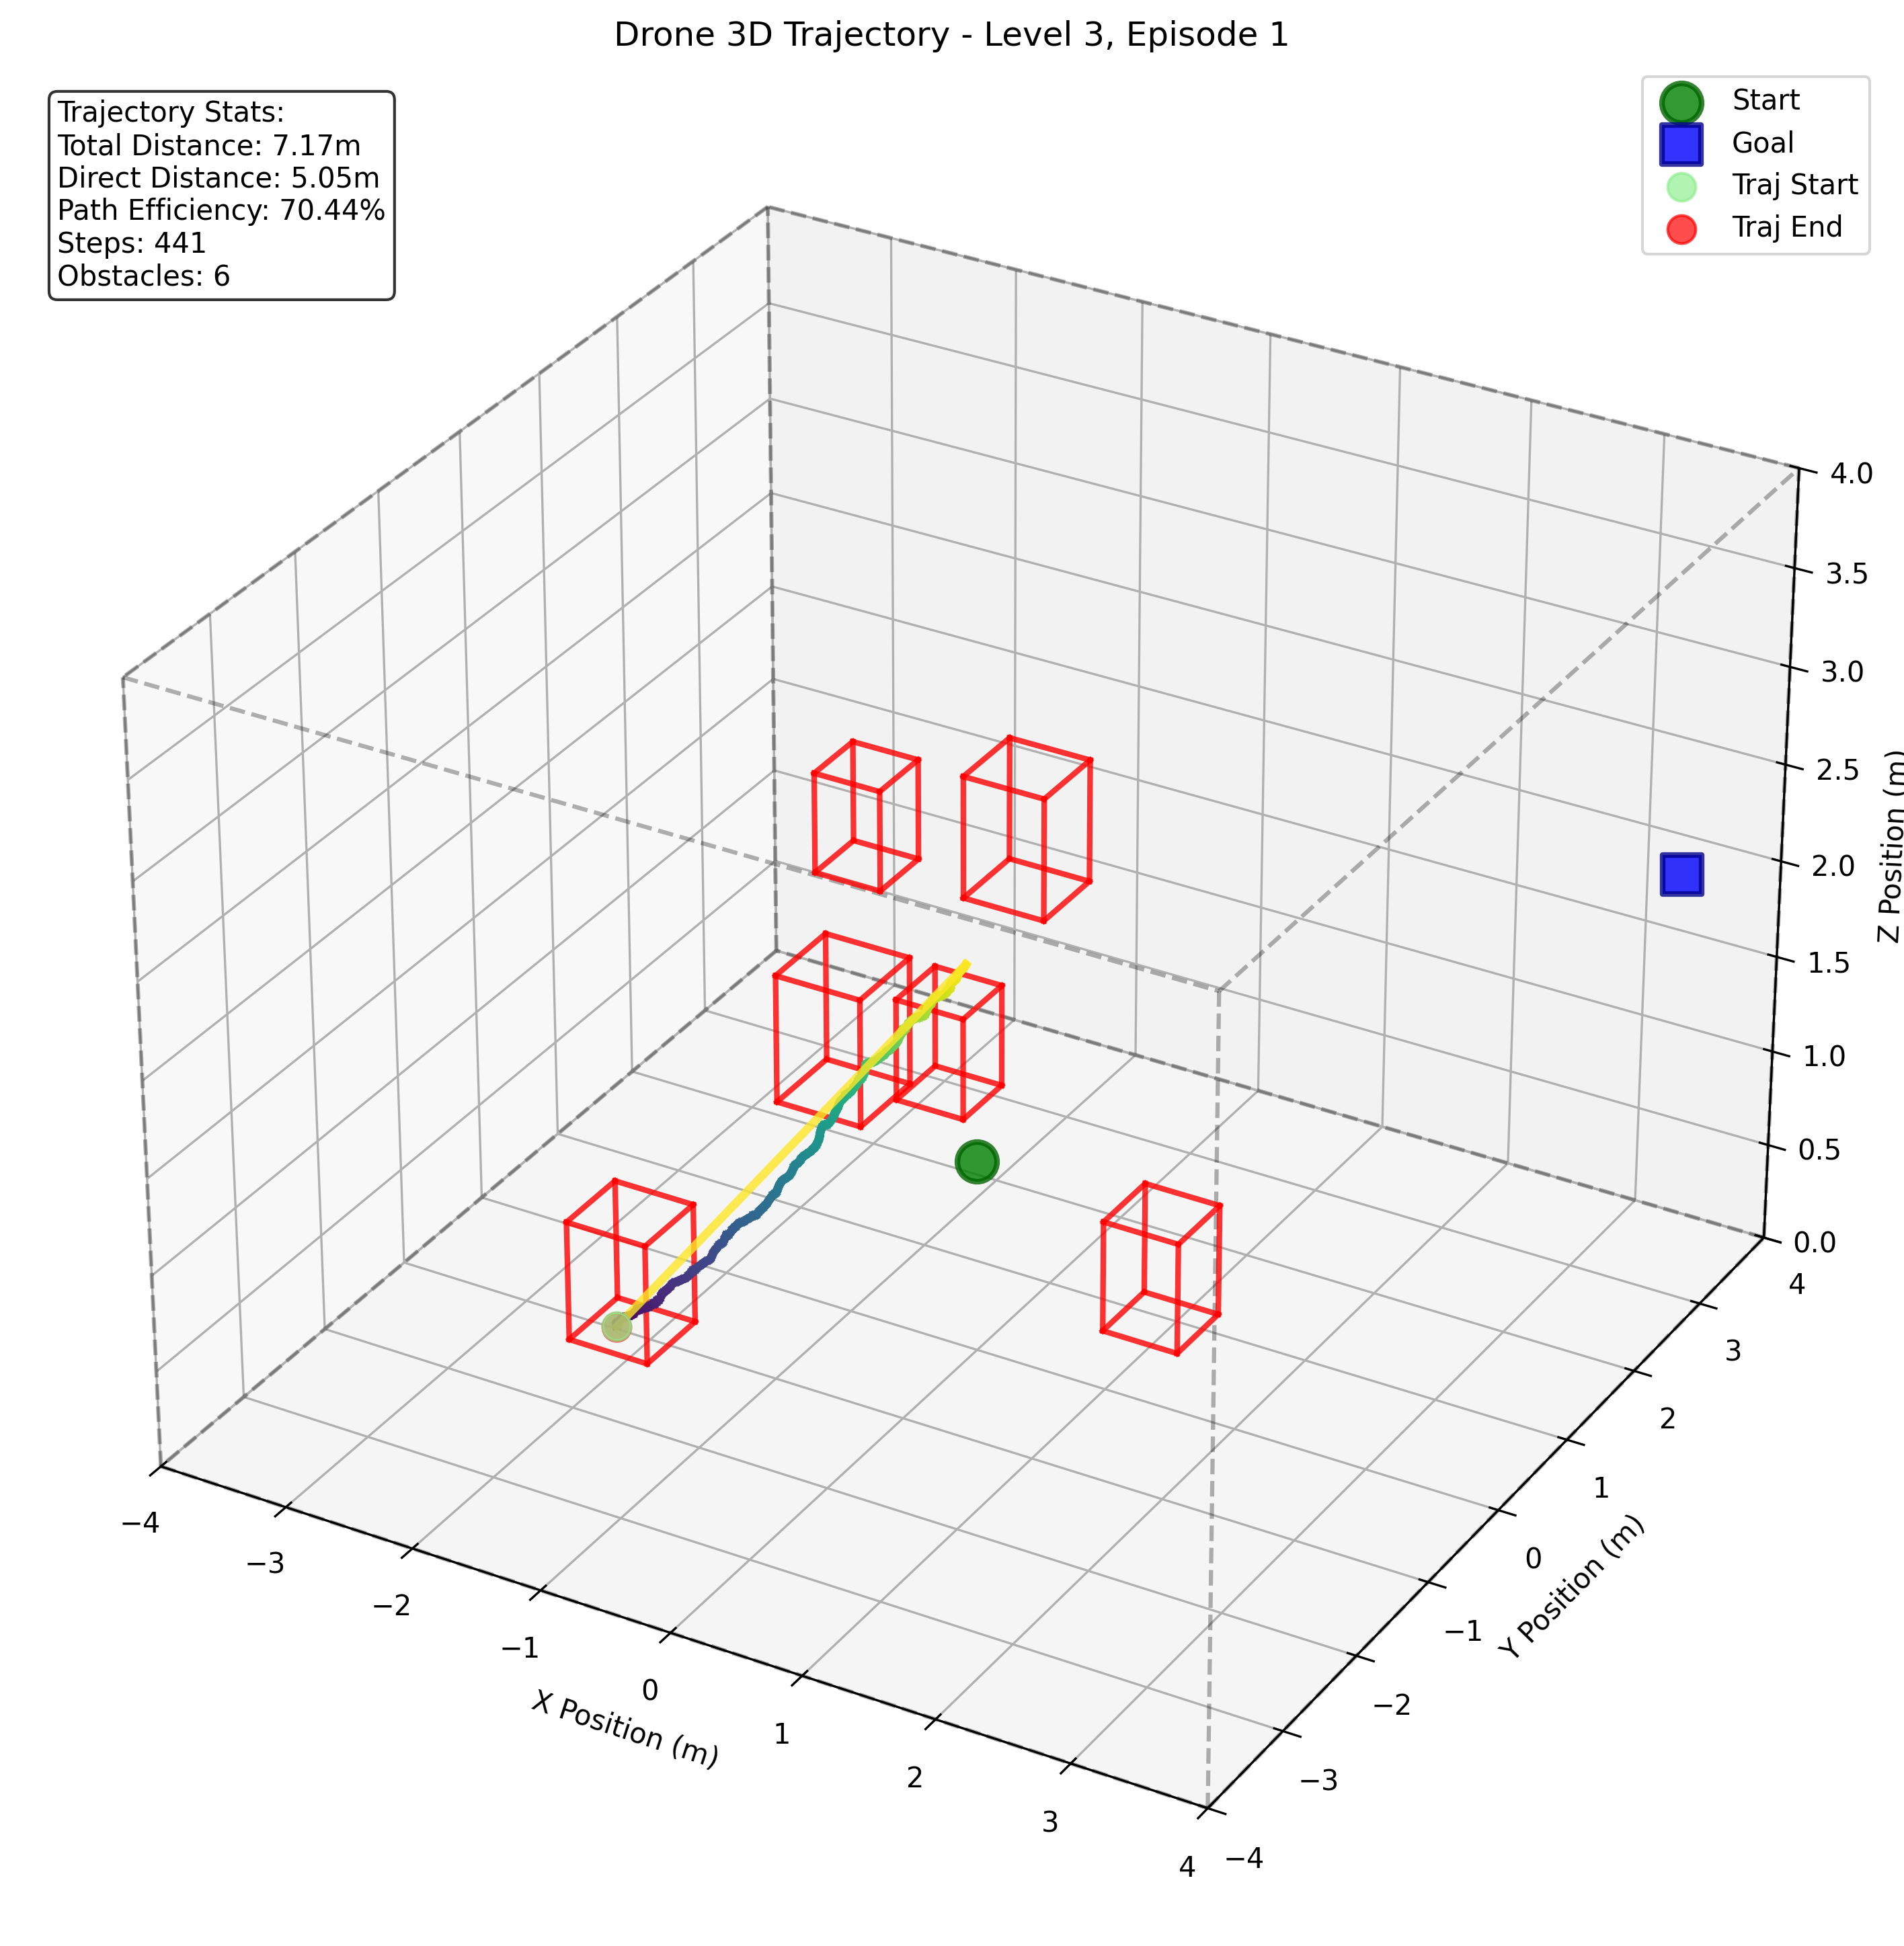 Drone 3D Trajectory - Level 3, Episode 1
Trajectory Stats:
Total Distance: 7.17m
Direct Distance: 5.05m
Path Efficiency: 70.44%
Steps: 441
Obstacles: 6
Start
Goal
Traj Start
Traj End
4.0
3.5
3.0
2.5
2.0
1.5
1.0
0.5
0.0
Z Position (m)
4
3
2
1
0
−1
−2
−3
−4
Y Position (m)
−4
−3
−2
−1
0
1
2
3
4
X Position (m)